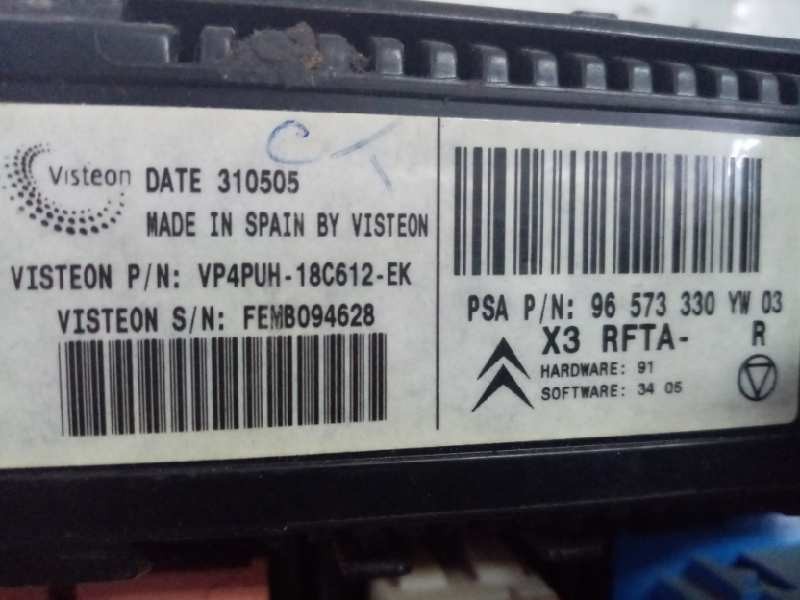 C T
Visteon DATE 310505
MADE IN SPAIN BY VISTEON
VISTEON P/N: VP4PUH-18C612-EK
VISTEON S/N: FEMB094628
PSA P/N: 96 573 330 YW 03
X3 RFTA- R
HARDWARE: 91
SOFTWARE: 34 05